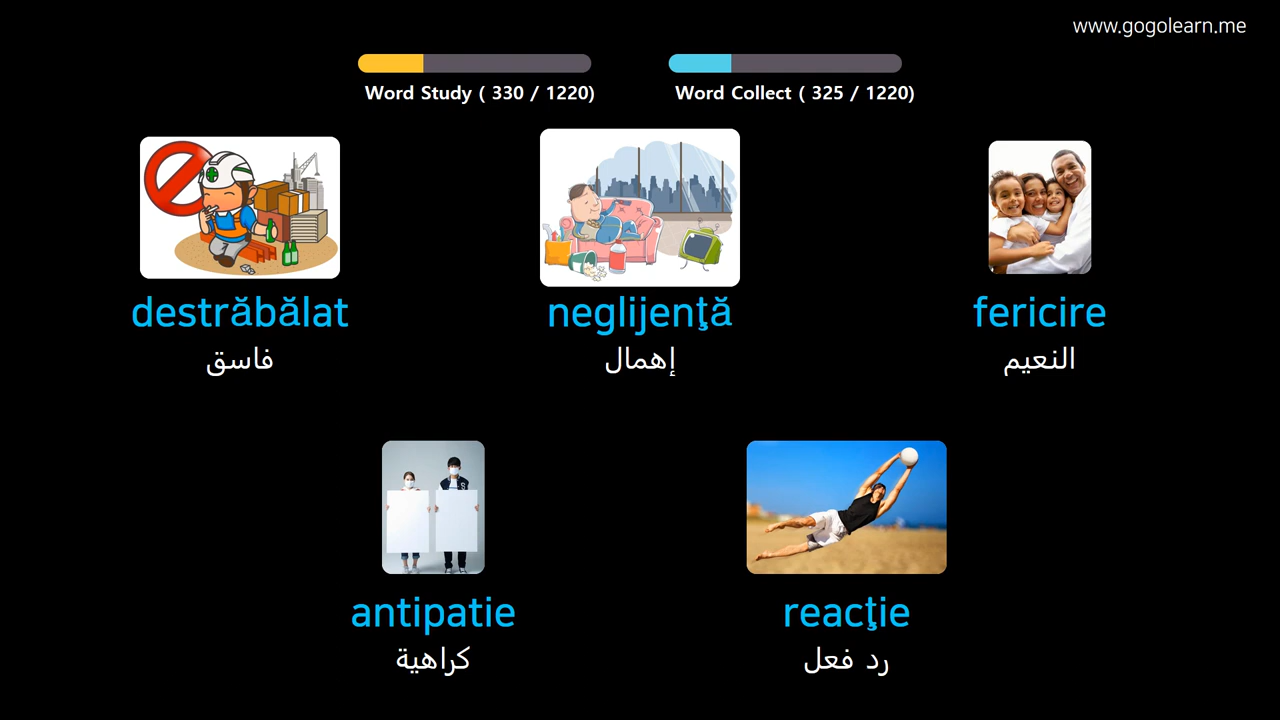 www.gogolearn.me
Word Study ( 330 / 1220)
Word Collect ( 325 / 1220)
destrăbălat
neglijenţă
fericire
فاسق
إهمال
النعيم
antipatie
reacţie
كراهية
رد فعل